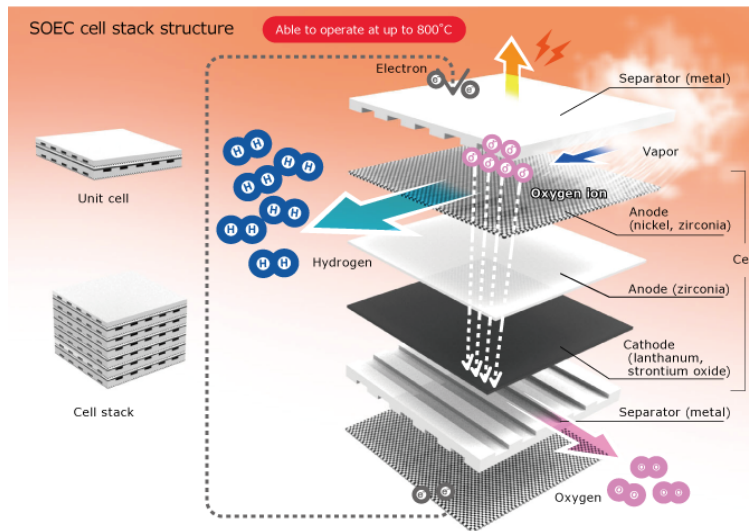 SOEC cell stack structure
Able to operate at up to 800˚C
Electron
e e
Separator (metal)
Vapor
Unit cell
H H
H H
H H
H H
H H
H H
Oxygen Ion
Anode
(nickel, zirconia)
Ce
Hydrogen
Anode (zirconia)
Cathode
(lanthanum,
strontium oxide)
Cell stack
Separator (metal)
Oxygen